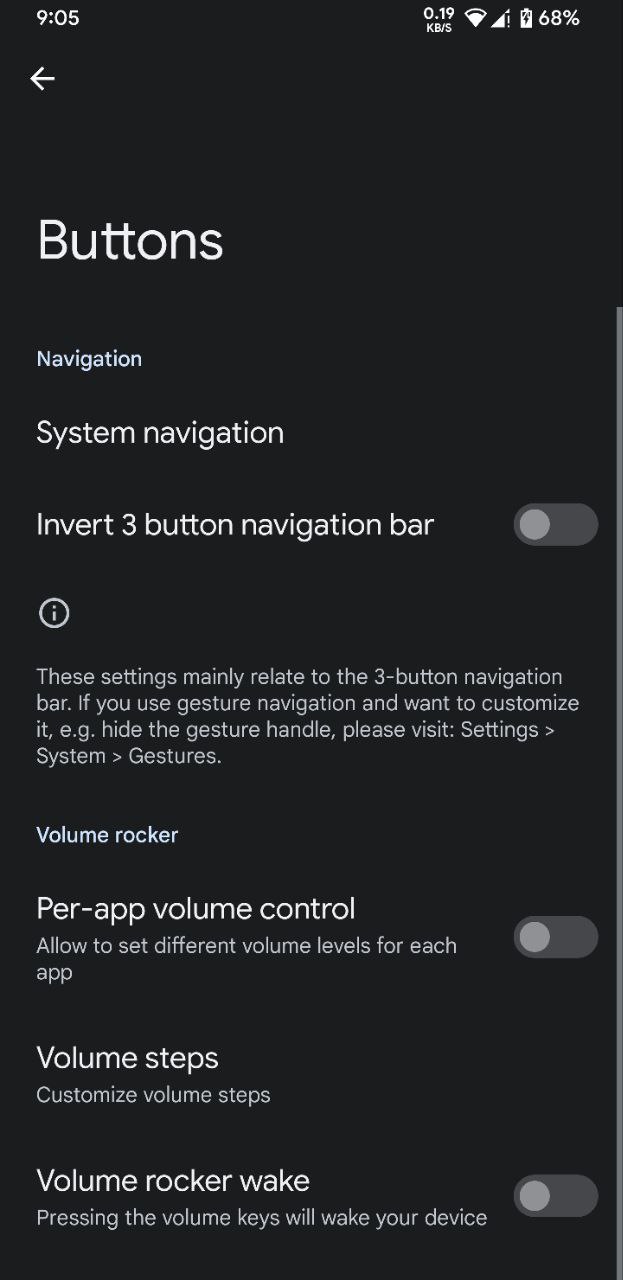 9:05
0.19
KB/S
68%
Buttons
Navigation
System navigation
Invert 3 button navigation bar
These settings mainly relate to the 3-button navigation
bar. If you use gesture navigation and want to customize
it, e.g. hide the gesture handle, please visit: Settings >
System > Gestures.
Volume rocker
Per-app volume control
Allow to set different volume levels for each
app
Volume steps
Customize volume steps
Volume rocker wake
Pressing the volume keys will wake your device